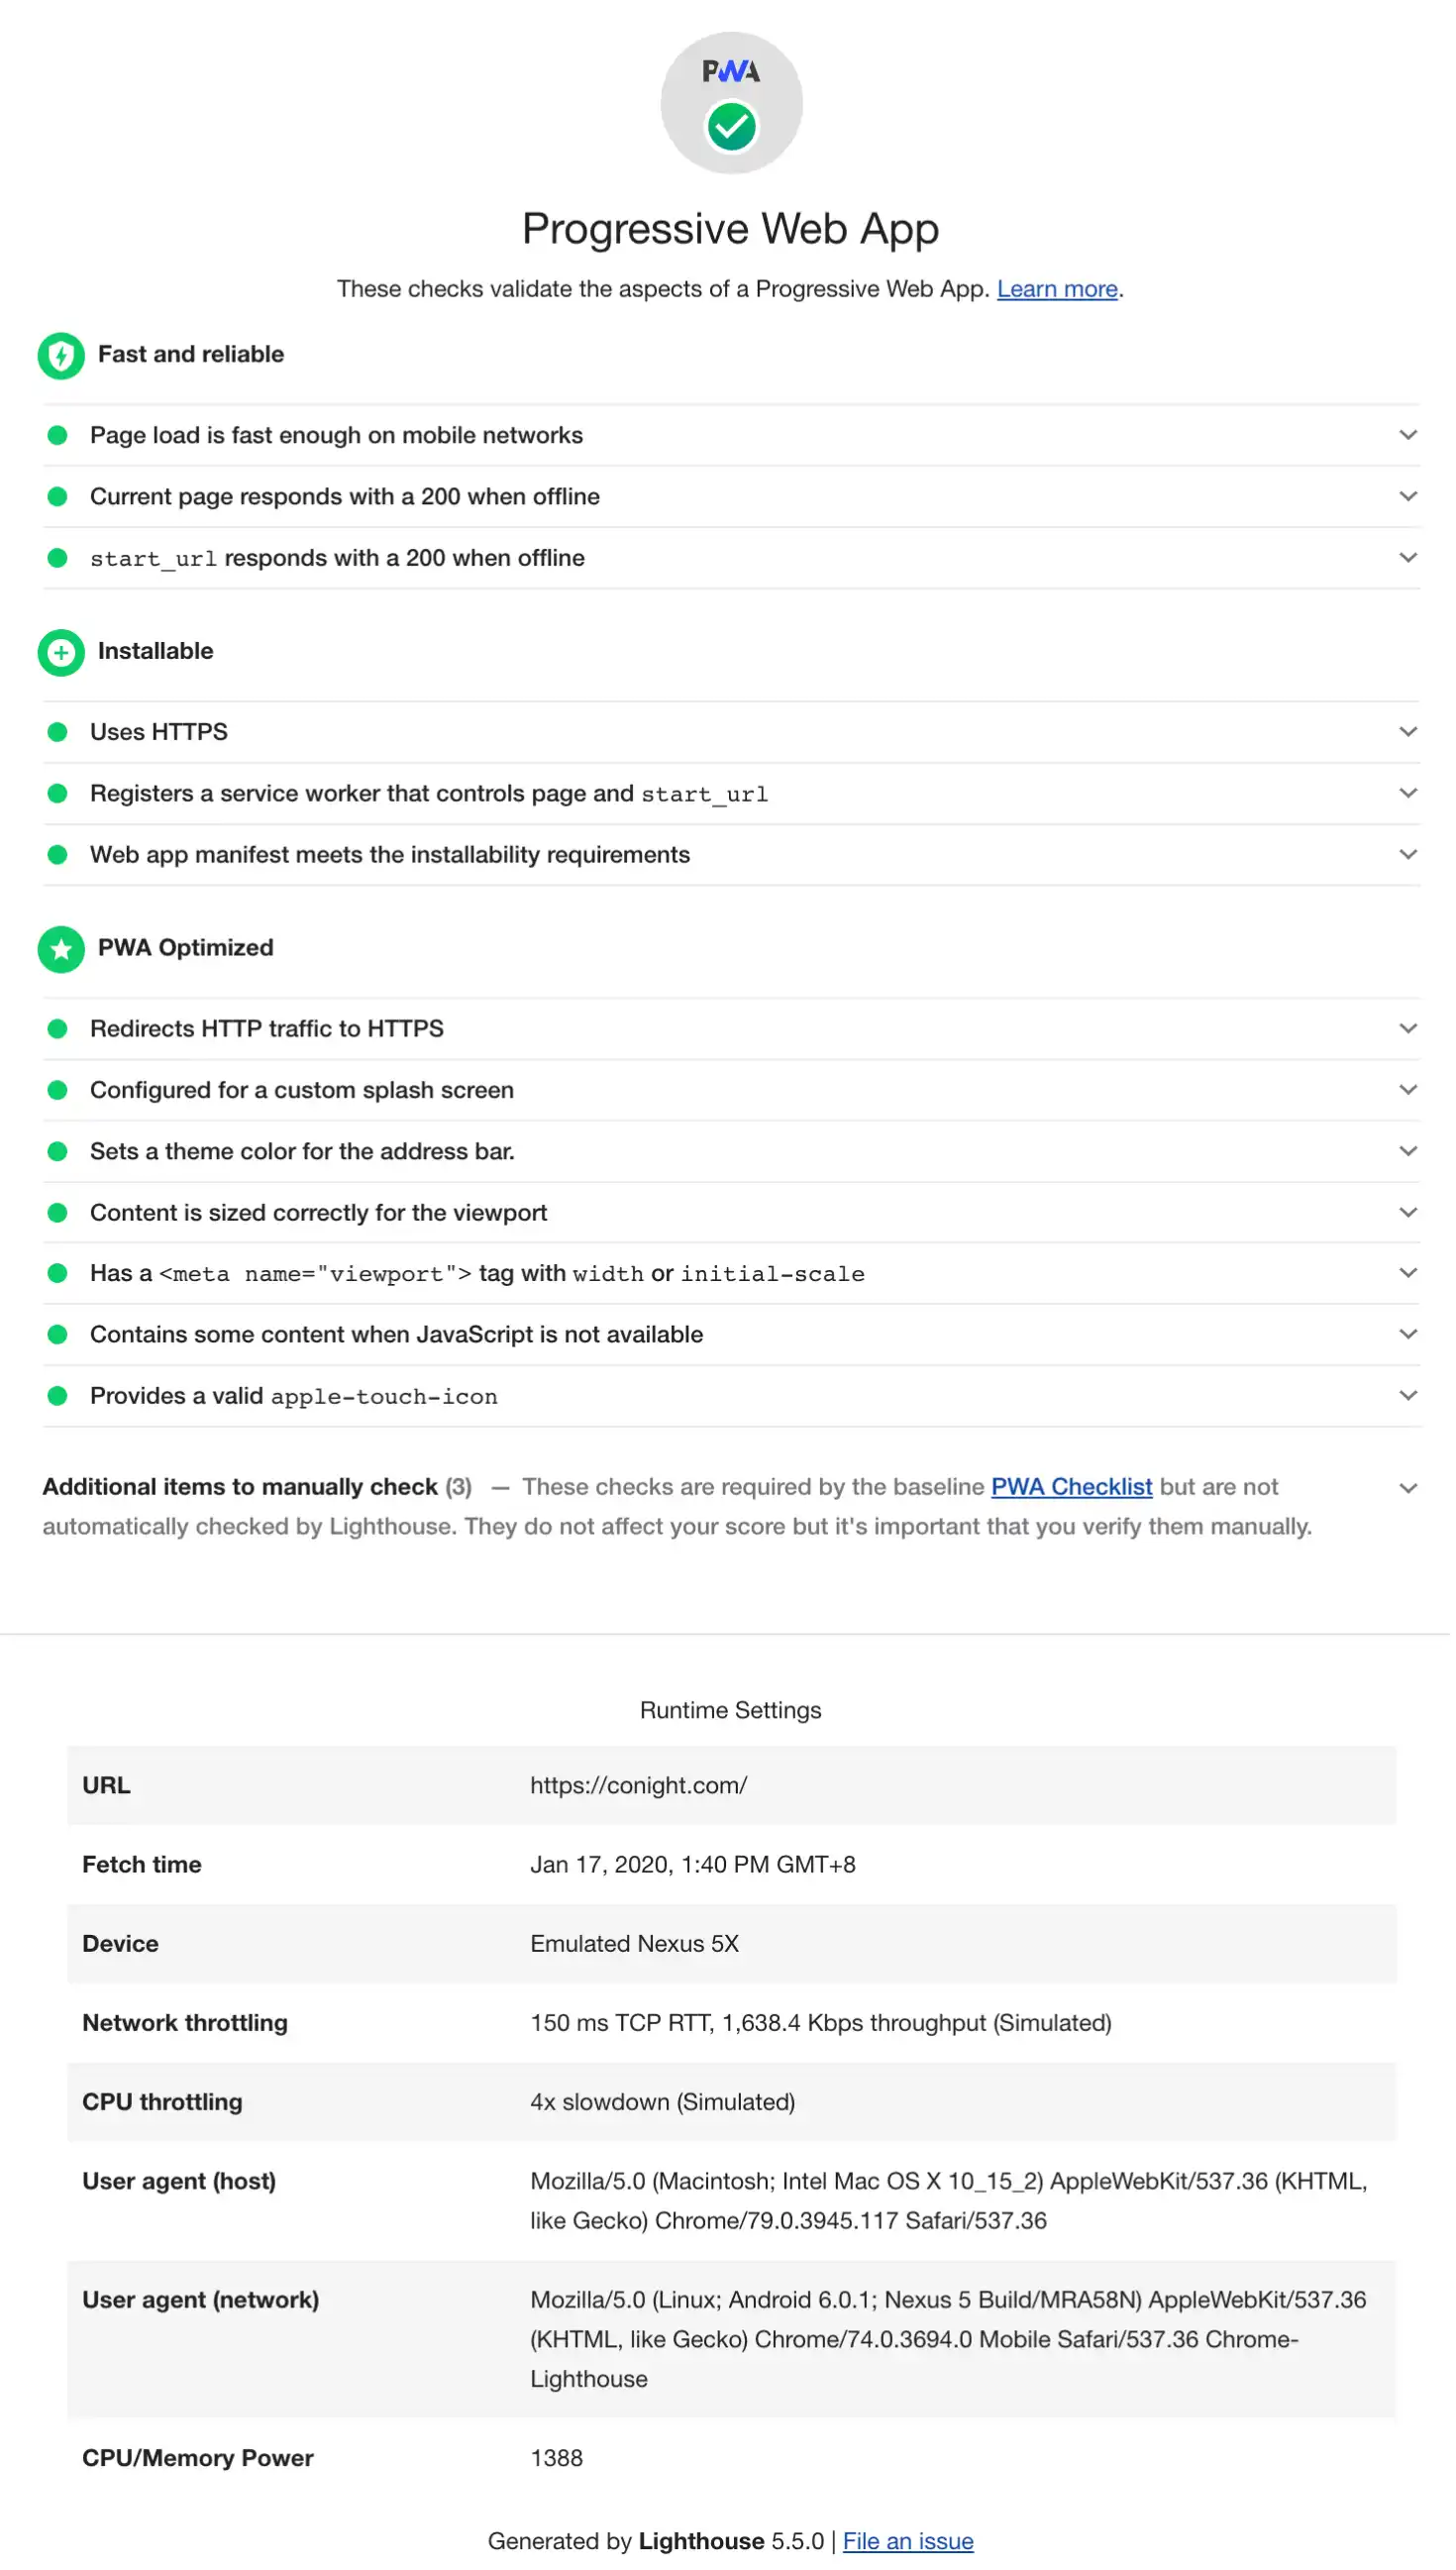 PWA
Progressive Web App
These checks validate the aspects of a Progressive Web App. Learn more.
Fast and reliable
Page load is fast enough on mobile networks
Current page responds with a 200 when offline
start_url responds with a 200 when offline
Installable
Uses HTTPS
Registers a service worker that controls page and start_url
Web app manifest meets the installability requirements
PWA Optimized
Redirects HTTP traffic to HTTPS
Configured for a custom splash screen
Sets a theme color for the address bar.
Content is sized correctly for the viewport
Has a <meta name="viewport"> tag with width or initial-scale
Contains some content when JavaScript is not available
Provides a valid apple-touch-icon
Additional items to manually check (3) — These checks are required by the baseline PWA Checklist but are not
automatically checked by Lighthouse. They do not affect your score but it's important that you verify them manually.
Runtime Settings
URL https://conight.com/
Fetch time Jan 17, 2020, 1:40 PM GMT+8
Device Emulated Nexus 5X
Network throttling 150 ms TCP RTT, 1,638.4 Kbps throughput (Simulated)
CPU throttling 4x slowdown (Simulated)
User agent (host) Mozilla/5.0 (Macintosh; Intel Mac OS X 10_15_2) AppleWebKit/537.36 (KHTML,
like Gecko) Chrome/79.0.3945.117 Safari/537.36
User agent (network) Mozilla/5.0 (Linux; Android 6.0.1; Nexus 5 Build/MRA58N) AppleWebKit/537.36
(KHTML, like Gecko) Chrome/74.0.3694.0 Mobile Safari/537.36 Chrome-
Lighthouse
CPU/Memory Power 1388
Generated by Lighthouse 5.5.0 | File an issue